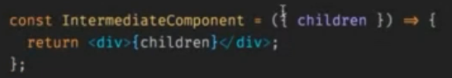 const IntermediateComponent = ({ children }) => {
return <div>{children}</div>;
};